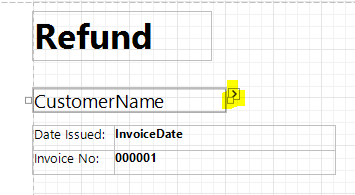 Refund
CustomerName
Date Issued: InvoiceDate
Invoice No: 000001